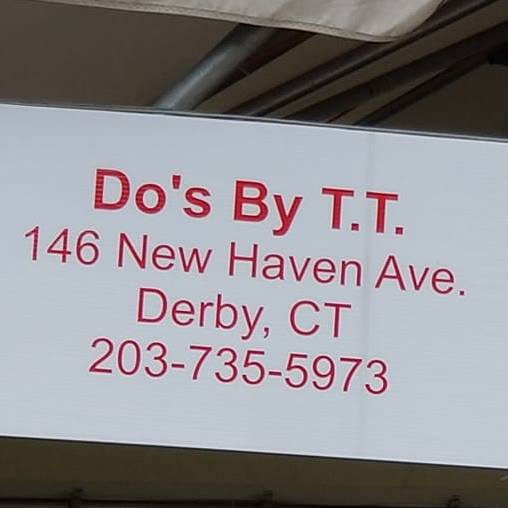 Do's By T.T.
146 New Haven Ave.
Derby, CT
203-735-5973